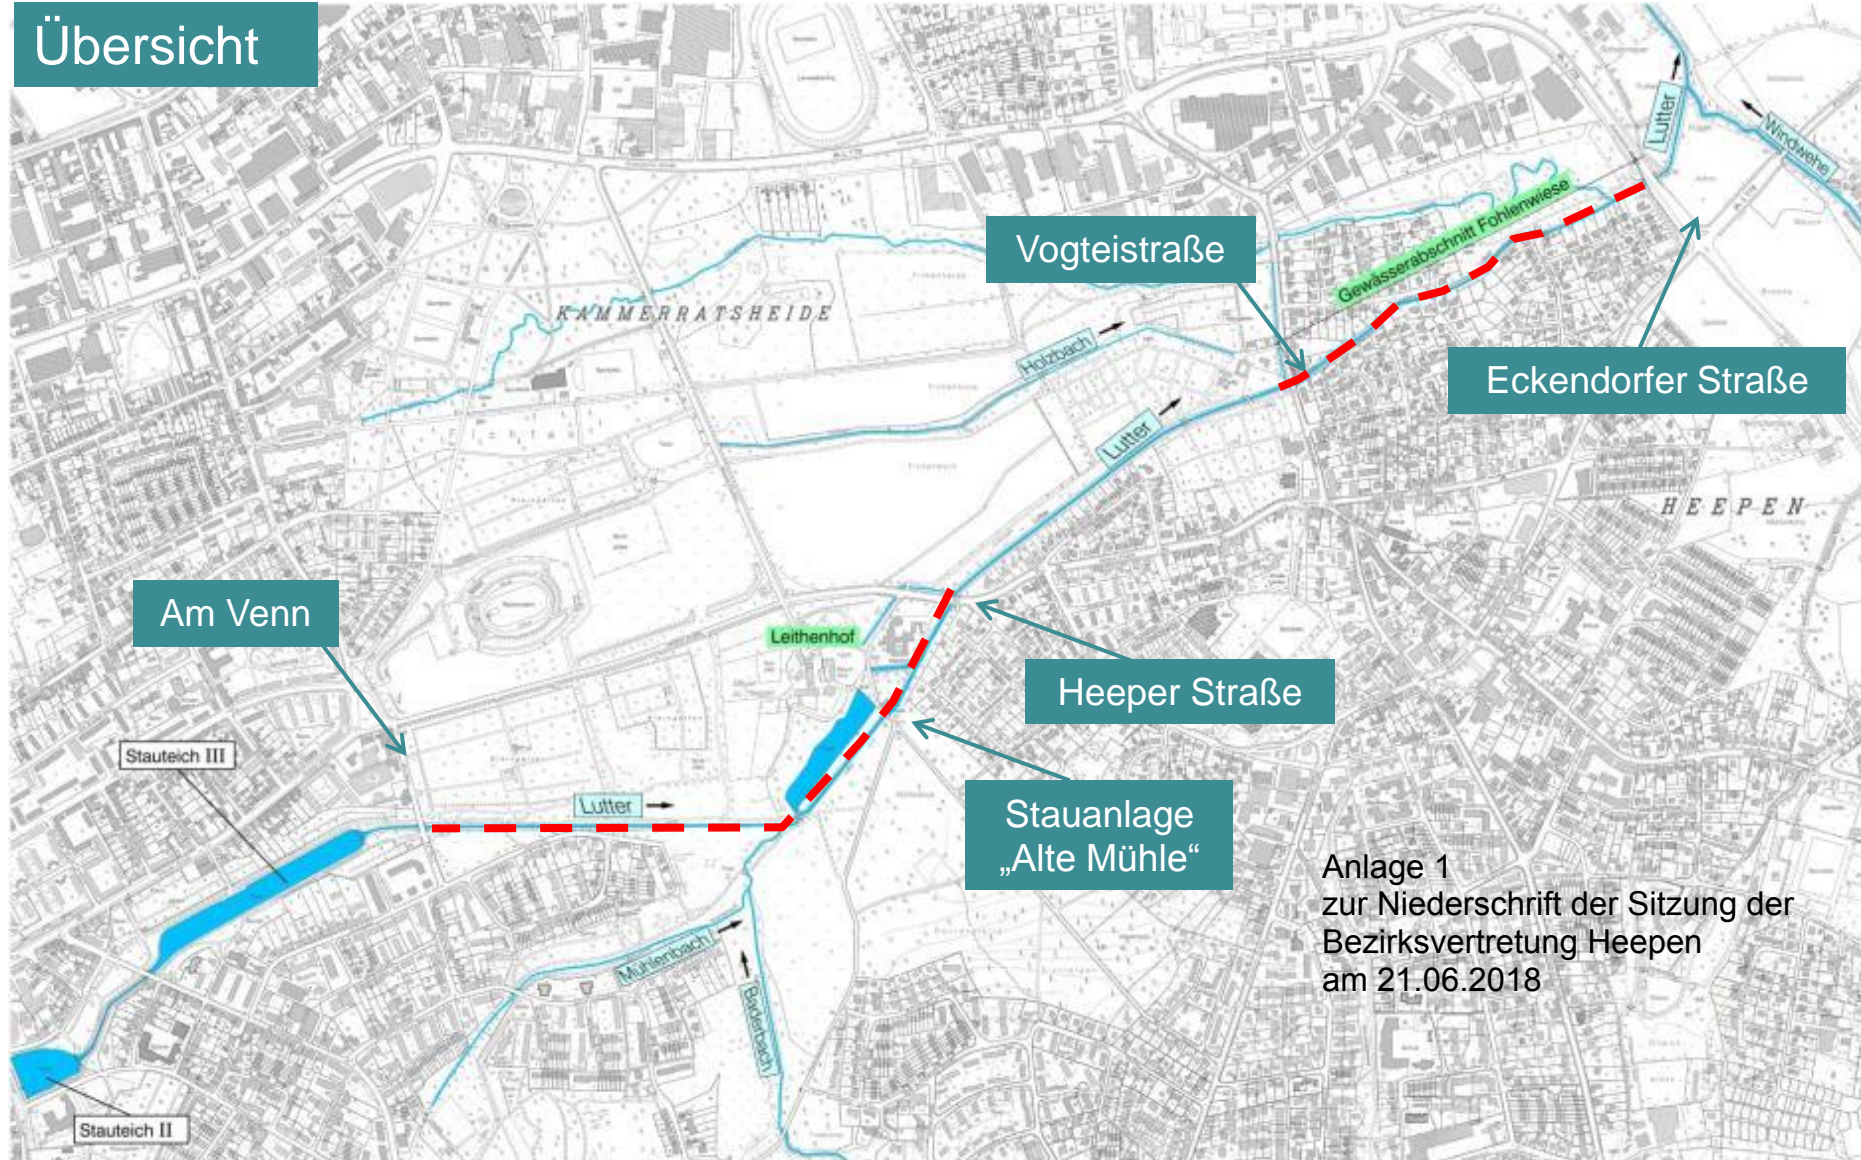 Übersicht
Lutter
Windwehe
Gewässerabschnitt Fohlenwiese
Vogteistraße
KAMMERRATSHEIDE
Holzbach
Eckendorfer Straße
Lutter
HEEPEN
Am Venn
Leithenhof
Heeper Straße
Stauteich III
Lutter
Stauanlage
„Alte Mühle“
Anlage 1
zur Niederschrift der Sitzung der
Bezirksvertretung Heepen
am 21.06.2018
Mühlenbach
Baderbach
Stauteich II